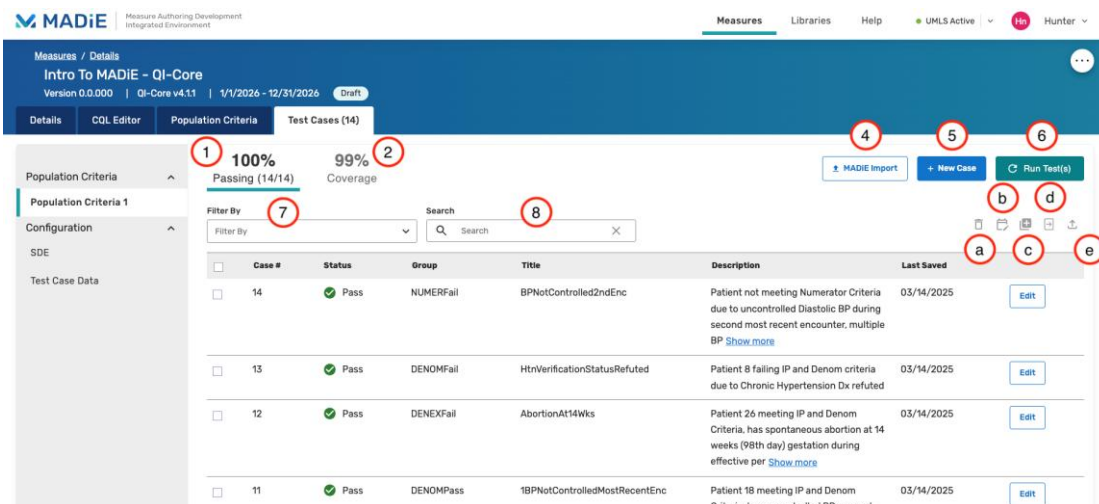 MADiE
Measure Authoring Development
Integrated Environment
Measures
Libraries
Help
UMLS Active
Hn
Hunter
Measures / Details
Intro To MADiE - QI-Core
Version 0.0.000 | QI-Core v4.1.1 | 1/1/2026 - 12/31/2026 Draft
Details
CQL Editor
Population Criteria
Test Cases (14)
Population Criteria
Population Criteria 1
Configuration
SDE
Test Case Data
1
100%
Passing (14/14)
2
99%
Coverage
4
MADiE Import
5
+ New Case
6
Run Test(s)
Filter By
7
Filter By
Search
8
Search
a
b
c
d
e
Case # Status Group Title Description Last Saved
14 Pass NUMERFail BPNotControlled2ndEnc Patient not meeting Numerator Criteria 03/14/2025 Edit
due to uncontrolled Diastolic BP during
second most recent encounter, multiple
BP Show more
13 Pass DENOMFail HtnVerificationStatusRefuted Patient 8 failing IP and Denom criteria 03/14/2025 Edit
due to Chronic Hypertension Dx refuted
12 Pass DENEXFail AbortionAt14Wks Patient 26 meeting IP and Denom 03/14/2025 Edit
Criteria, has spontaneous abortion at 14
weeks (98th day) gestation during
effective per Show more
11 Pass DENOMPass 1BPNotControlledMostRecentEnc Patient 18 meeting IP and Denom 03/14/2025 Edit